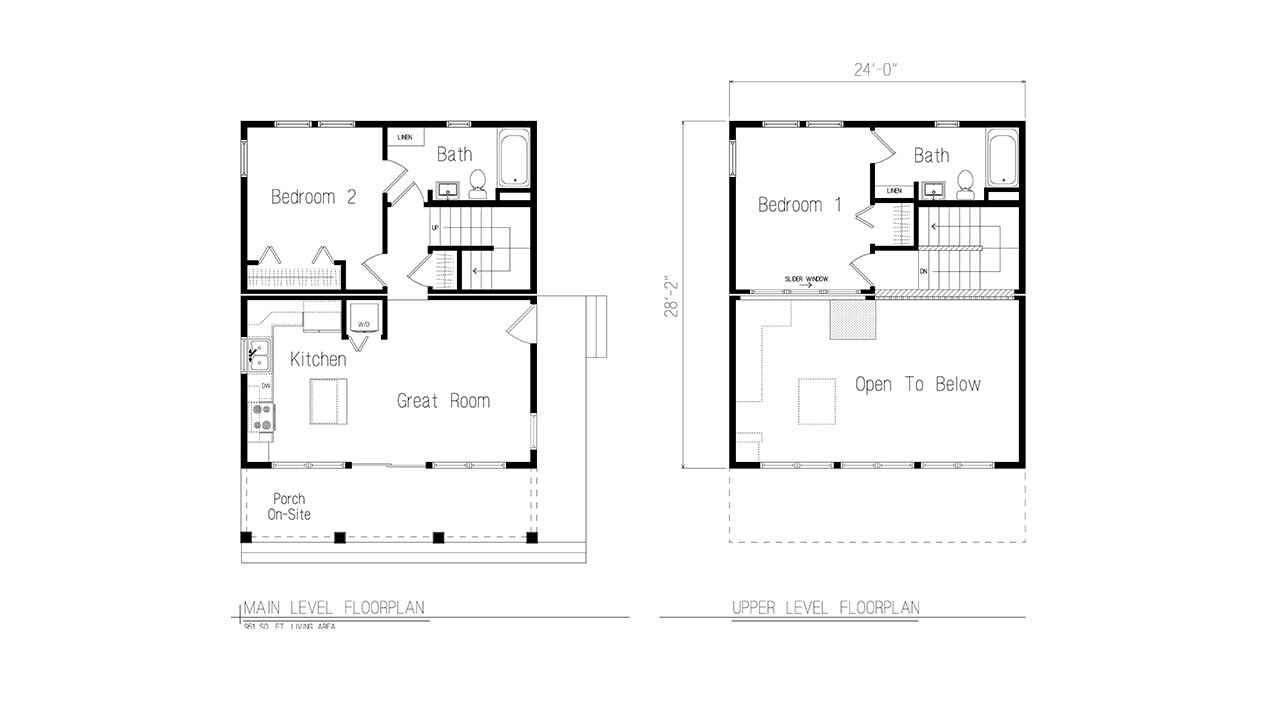 24'-0"
LINEN
Bath
Bedroom 2
UP
W/D
Kitchen
DW
Great Room
Porch
On-Site
Bath
LINEN
Bedroom 1
SLIDER WINDOW
DN
28'-2"
Open To Below
MAIN LEVEL FLOORPLAN
951 SQ. FT. LIVING AREA
UPPER LEVEL FLOORPLAN